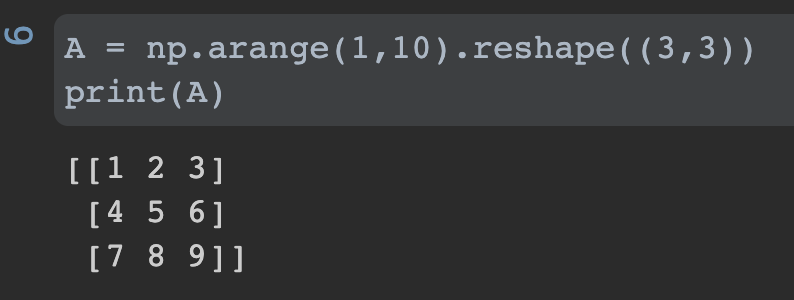 6
A = np.arange(1,10).reshape((3,3))
print(A)
[[1 2 3]
 [4 5 6]
 [7 8 9]]